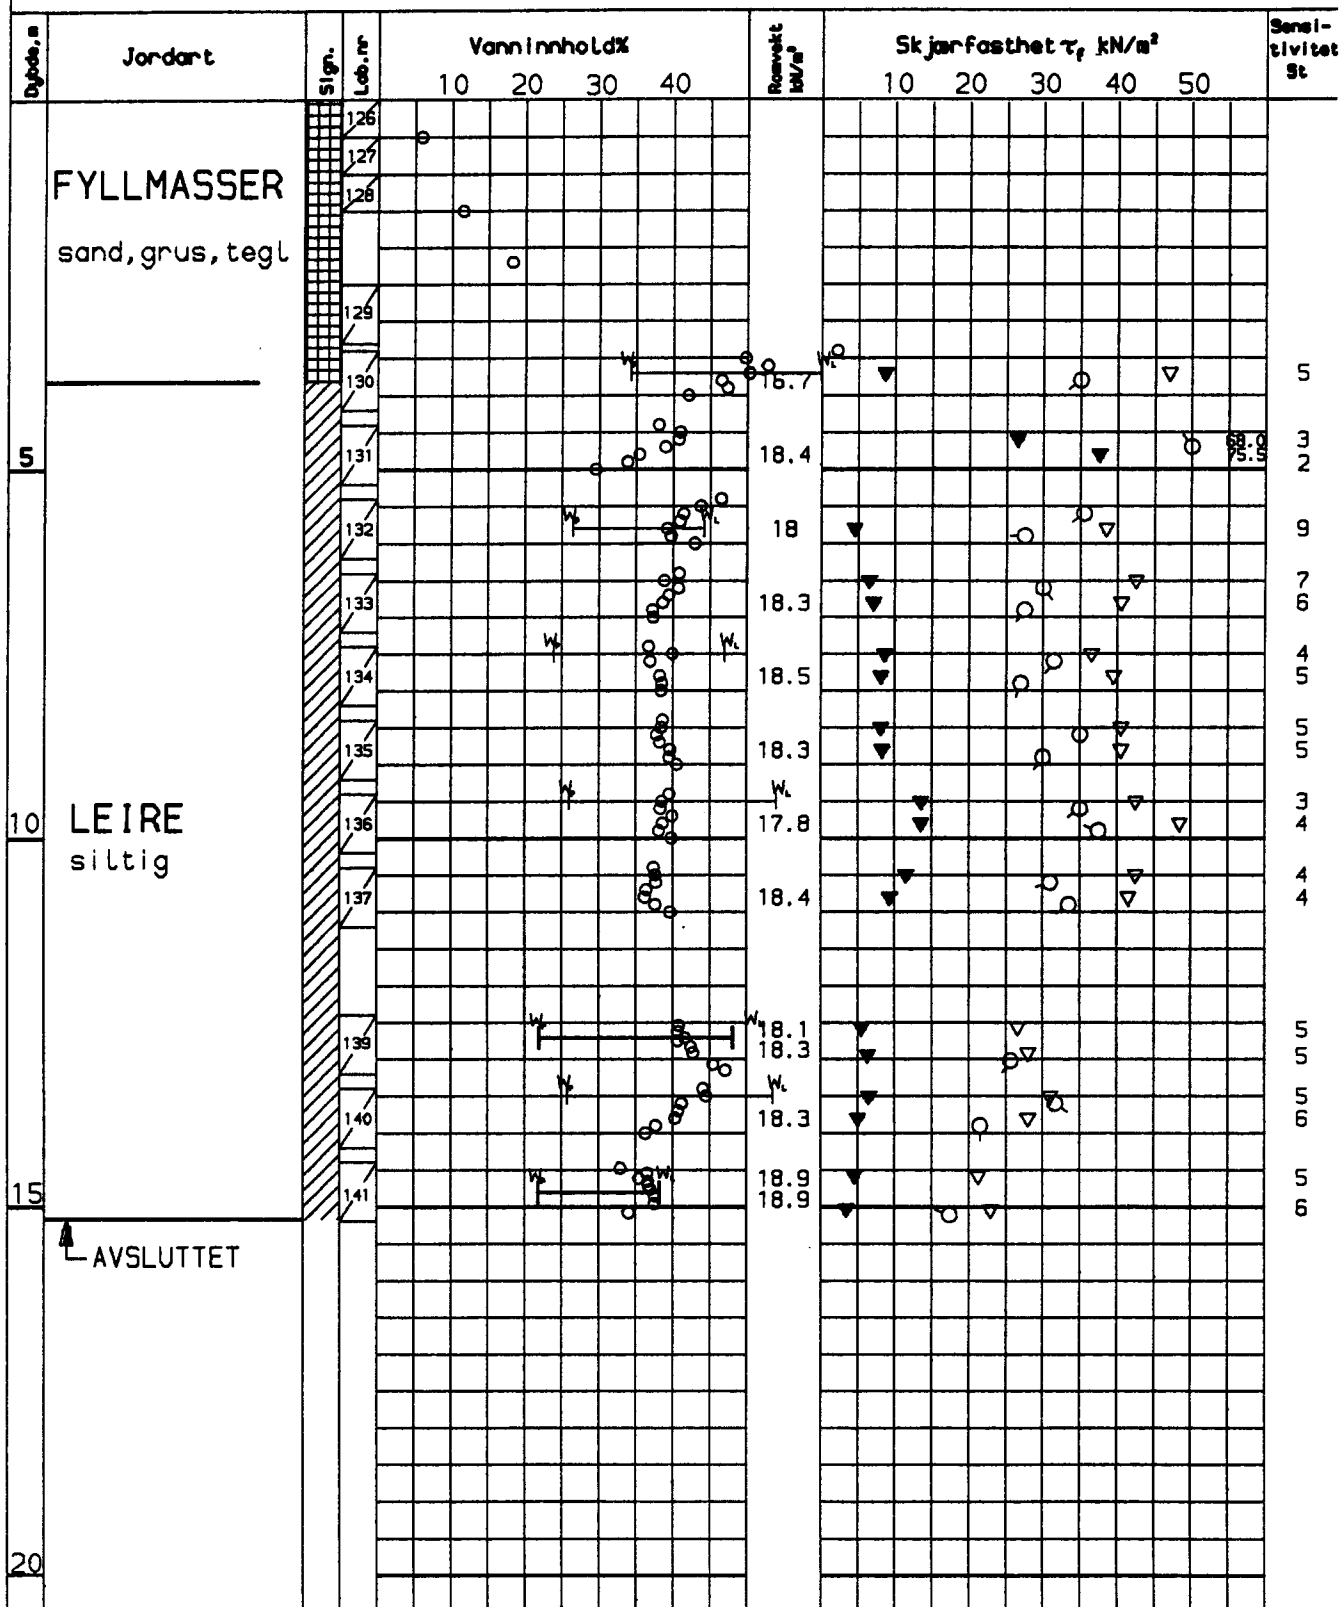 Dybde, m
Jordart
Sign.
Lab.nr
Vanninnhold%
10 20 30 40
Romvekt kN/m³
Skjærfasthet τf kN/m²
10 20 30 40 50
Sensi-
tivitet
St
126
127
FYLLMASSER
128
sand, grus, tegl
129
Wp WL
130 16.7 5
68.0 3
5 131 18.4 75.5 2
Wp WL
132 18 9
7
133 18.3 6
Wp WL
4
134 18.5 5
5
135 18.3 5
Wp WL
3
10 LEIRE 136 17.8 4
siltig
4
137 18.4 4
Wp WL
18.1 5
139 18.3 5
Wp WL
5
140 18.3 6
Wp WL
18.9 5
15 141 18.9 6
AVSLUTTET
20